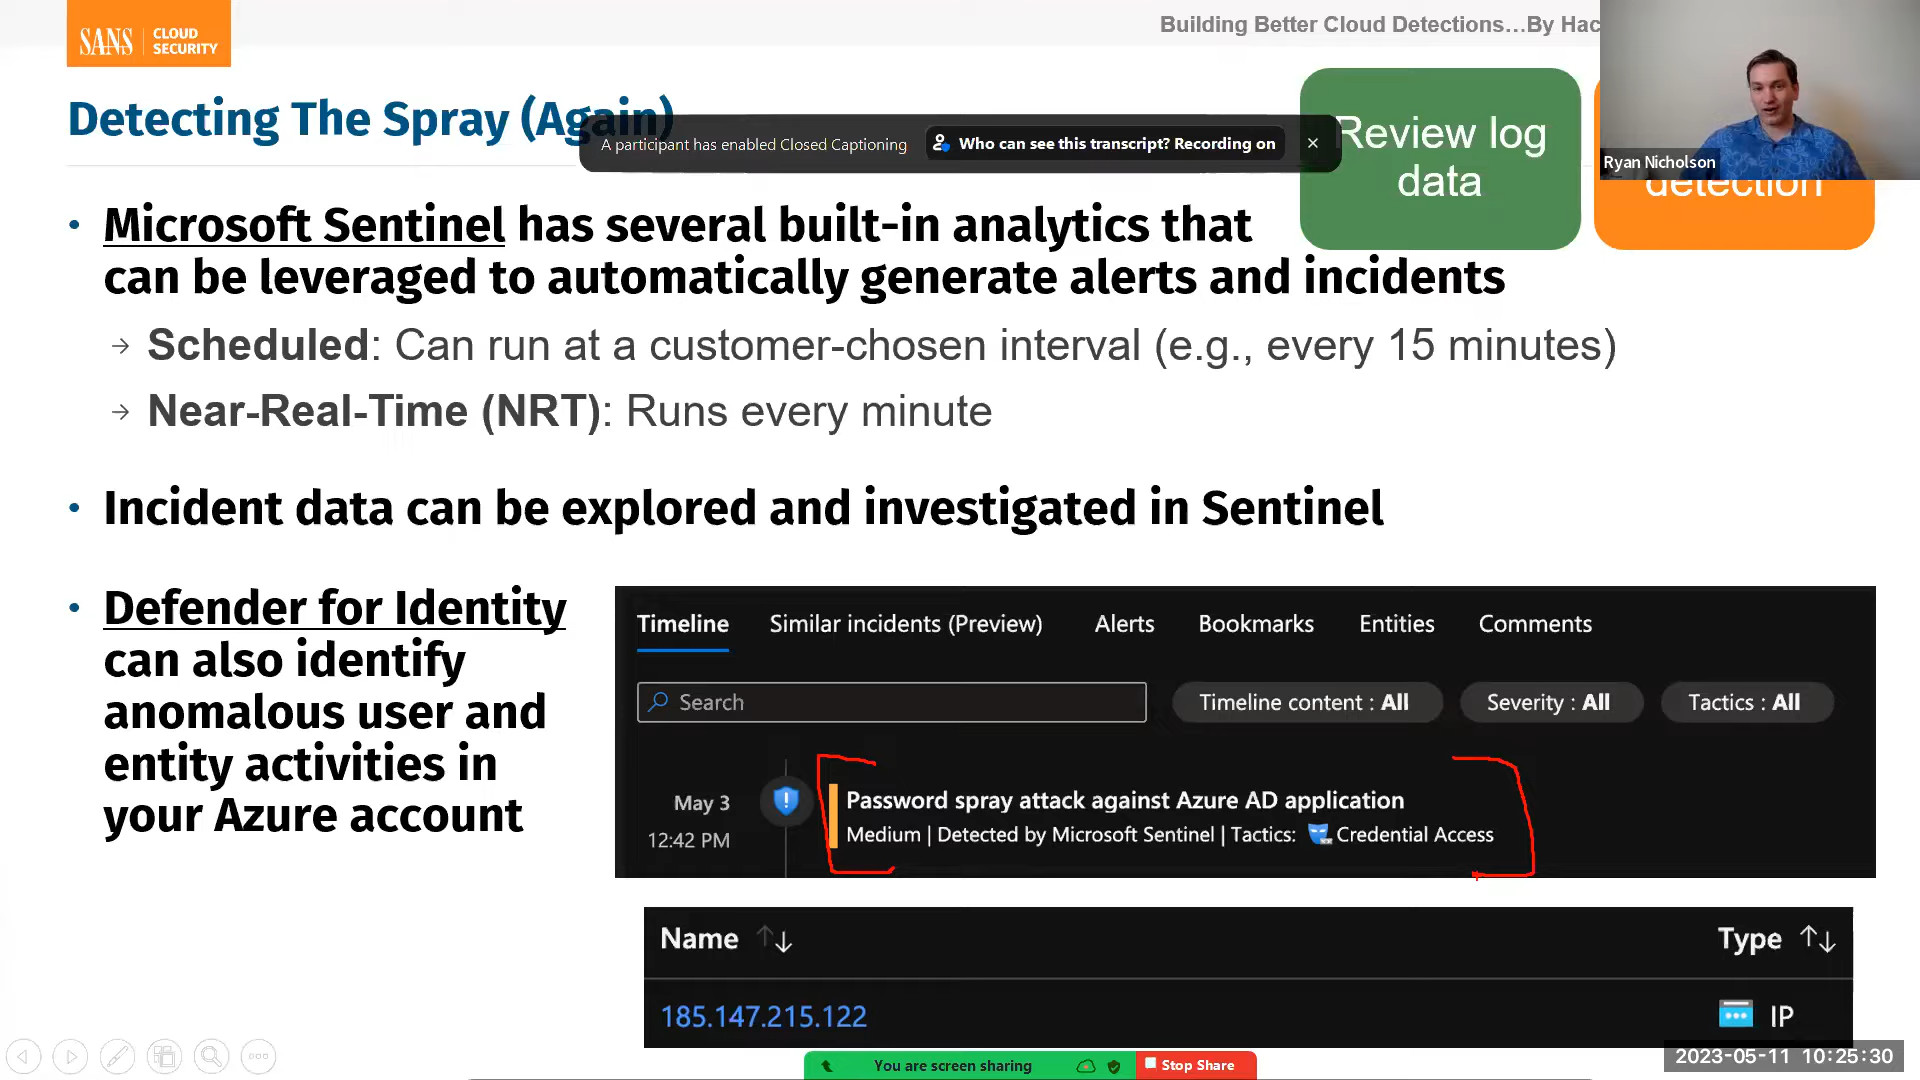 SANS
CLOUD
SECURITY
Building Better Cloud Detections…By Hac
Detecting The Spray (Again)
A participant has enabled Closed Captioning
Who can see this transcript? Recording on
Review log
data
detection
Ryan Nicholson
• Microsoft Sentinel has several built-in analytics that
can be leveraged to automatically generate alerts and incidents
→ Scheduled: Can run at a customer-chosen interval (e.g., every 15 minutes)
→ Near-Real-Time (NRT): Runs every minute
• Incident data can be explored and investigated in Sentinel
• Defender for Identity
can also identify
anomalous user and
entity activities in
your Azure account
Timeline Similar incidents (Preview) Alerts Bookmarks Entities Comments
Search Timeline content : All Severity : All Tactics : All
May 3
12:42 PM
Password spray attack against Azure AD application
Medium | Detected by Microsoft Sentinel | Tactics: Credential Access
Name Type
185.147.215.122 IP
You are screen sharing Stop Share
2023-05-11 10:25:30